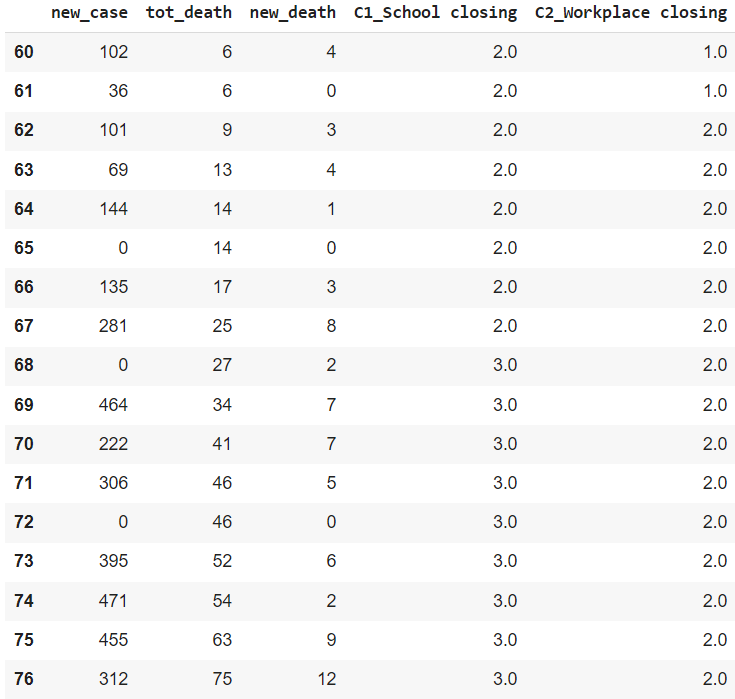 new_case tot_death new_death C1_School closing C2_Workplace closing
60 102 6 4 2.0 1.0
61 36 6 0 2.0 1.0
62 101 9 3 2.0 2.0
63 69 13 4 2.0 2.0
64 144 14 1 2.0 2.0
65 0 14 0 2.0 2.0
66 135 17 3 2.0 2.0
67 281 25 8 2.0 2.0
68 0 27 2 3.0 2.0
69 464 34 7 3.0 2.0
70 222 41 7 3.0 2.0
71 306 46 5 3.0 2.0
72 0 46 0 3.0 2.0
73 395 52 6 3.0 2.0
74 471 54 2 3.0 2.0
75 455 63 9 3.0 2.0
76 312 75 12 3.0 2.0